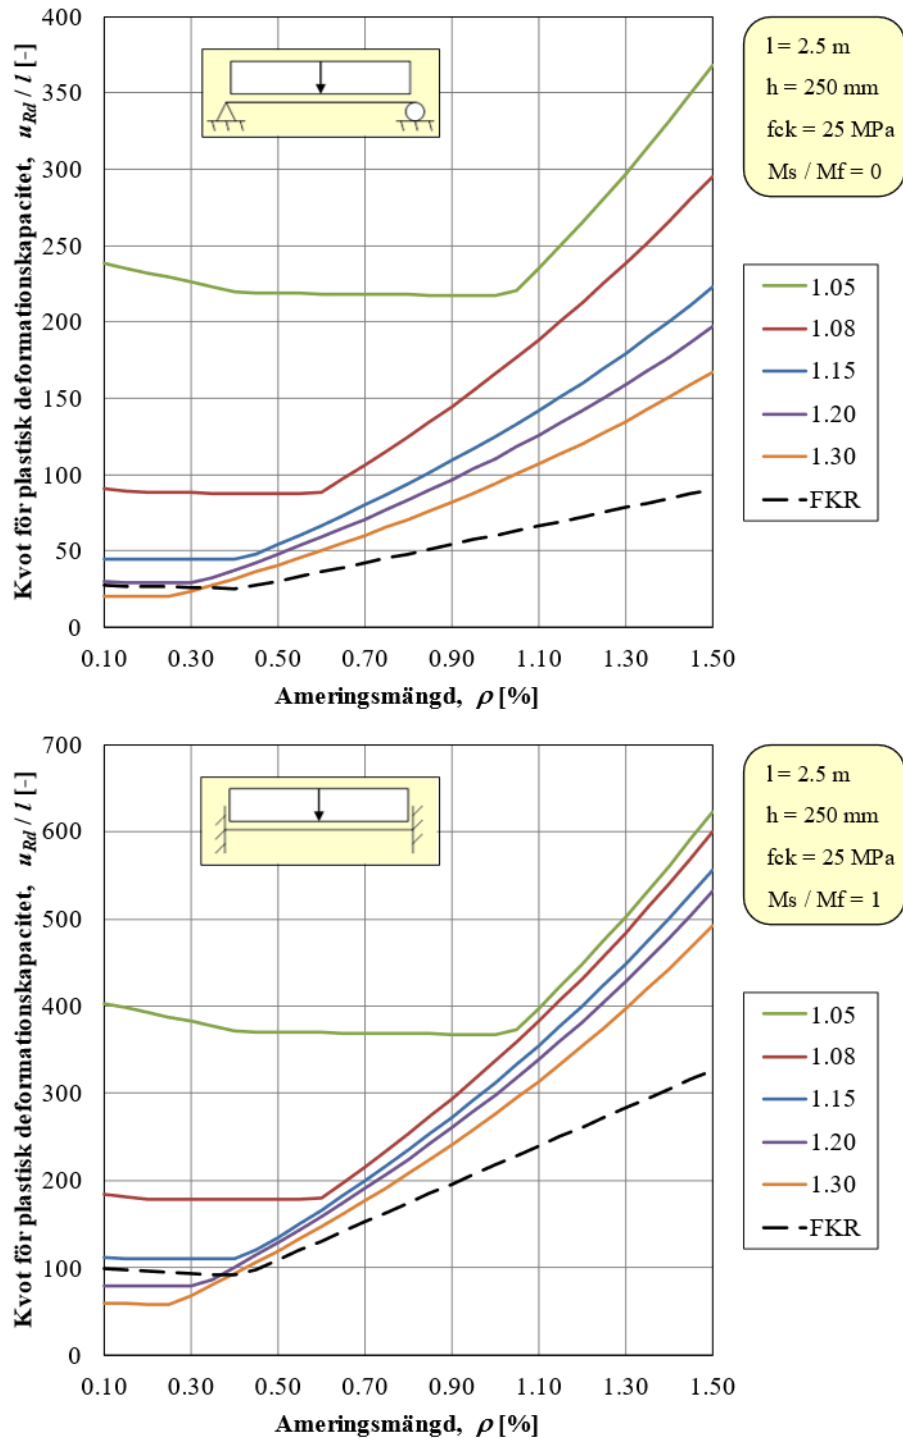 400
350
300
250
200
150
100
50
0
Kvot för plastisk deformationskapacitet, u_Rd / l [-]
0.10 0.30 0.50 0.70 0.90 1.10 1.30 1.50
Ameringsmängd, ρ [%]
l = 2.5 m
h = 250 mm
fck = 25 MPa
Ms / Mf = 0
1.05
1.08
1.15
1.20
1.30
FKR
700
600
500
400
300
200
100
0
Kvot för plastisk deformationskapacitet, u_Rd / l [-]
0.10 0.30 0.50 0.70 0.90 1.10 1.30 1.50
Ameringsmängd, ρ [%]
l = 2.5 m
h = 250 mm
fck = 25 MPa
Ms / Mf = 1
1.05
1.08
1.15
1.20
1.30
FKR